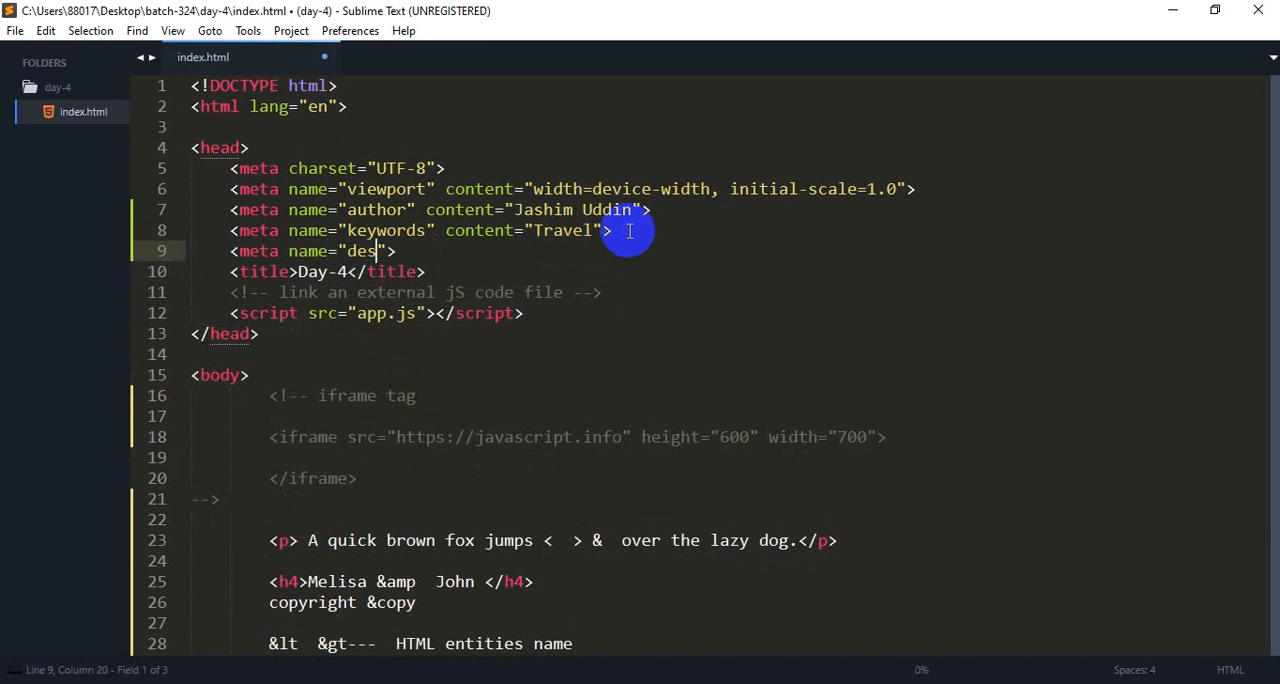 C:\Users\88017\Desktop\batch-324\day-4\index.html • (day-4) - Sublime Text (UNREGISTERED)
File Edit Selection Find View Goto Tools Project Preferences Help
FOLDERS
day-4
index.html
index.html
1 <!DOCTYPE html>
2 <html lang="en">
3
4 <head>
5 <meta charset="UTF-8">
6 <meta name="viewport" content="width=device-width, initial-scale=1.0">
7 <meta name="author" content="Jashim Uddin">
8 <meta name="keywords" content="Travel">
9 <meta name="des">
10 <title>Day-4</title>
11 <!-- link an external jS code file -->
12 <script src="app.js"></script>
13 </head>
14
15 <body>
16 <!-- iframe tag
17
18 <iframe src="https://javascript.info" height="600" width="700">
19
20 </iframe>
21 -->
22
23 <p> A quick brown fox jumps <  > &  over the lazy dog.</p>
24
25 <h4>Melisa &amp  John </h4>
26 copyright &copy
27
28 &lt  &gt---  HTML entities name
Line 9, Column 20 - Field 1 of 3
0%
Spaces: 4
HTML